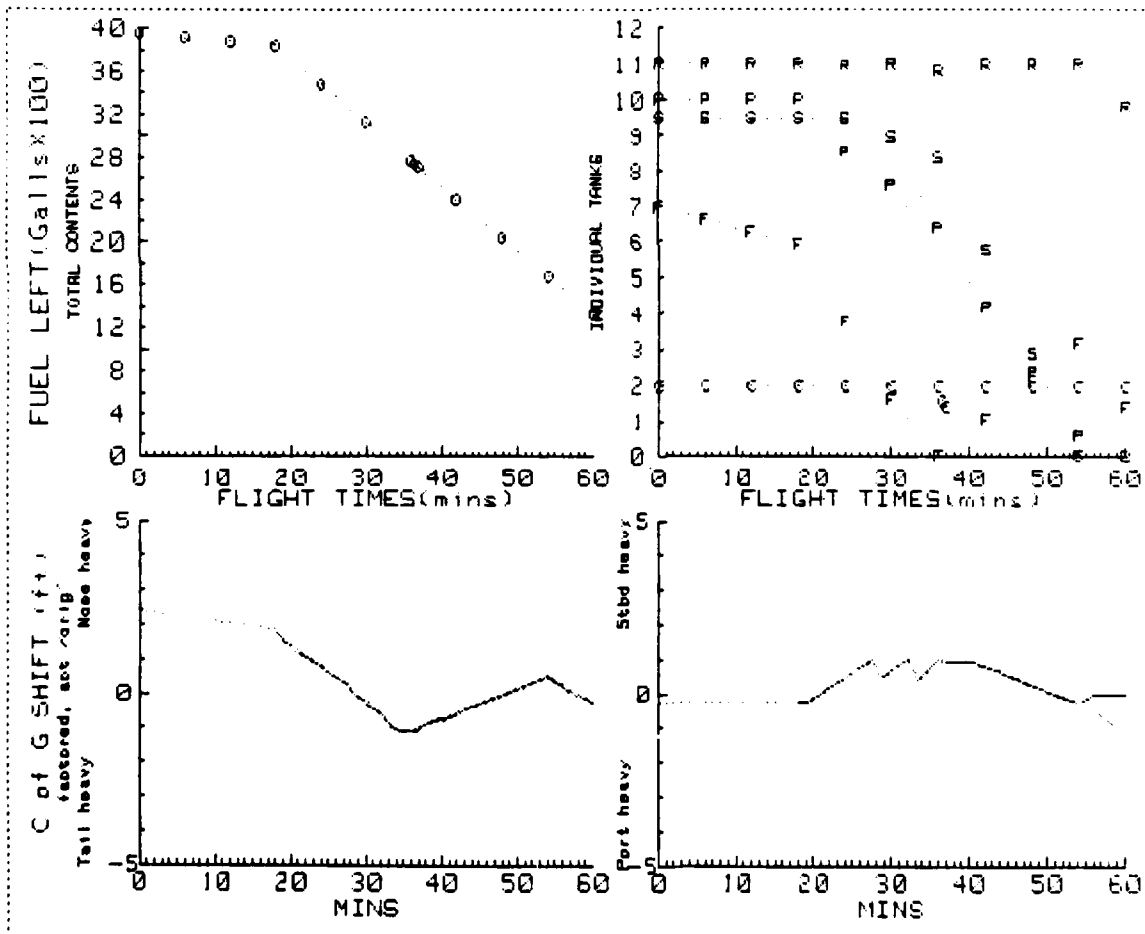 FUEL LEFT(Galls×100)
TOTAL CONTENTS
40
36
32
28
24
20
16
12
8
4
0
0 10 20 30 40 50 60
FLIGHT TIMES(mins)
INDIVIDUAL TANKS
12
11
10
9
8
7
6
5
4
3
2
1
0
R R R R R R R R R R R
P P P P P P P P
S S S S S S S S S
F F F F F F F F
C C C C C C C C C
0 10 20 30 40 50 60
FLIGHT TIMES(mins)
C of G SHIFT (ft)
Tail heavy Nose heavy
5
0
-5
0 10 20 30 40 50 60
MINS
Port heavy Stbd heavy
5
0
-5
0 10 20 30 40 50 60
MINS